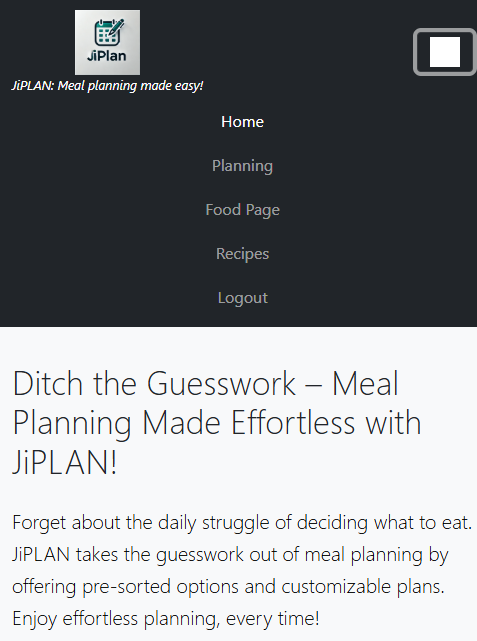 JiPlan
JiPLAN: Meal planning made easy!
Home
Planning
Food Page
Recipes
Logout
Ditch the Guesswork – Meal
Planning Made Effortless with
JiPLAN!
Forget about the daily struggle of deciding what to eat.
JiPLAN takes the guesswork out of meal planning by
offering pre-sorted options and customizable plans.
Enjoy effortless planning, every time!